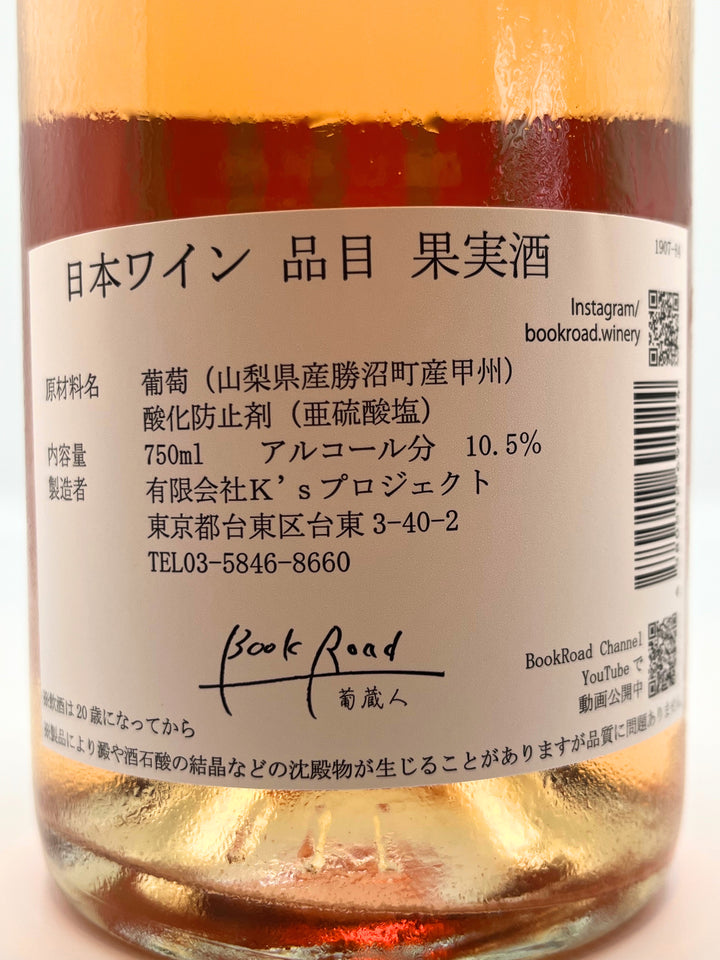 日本ワイン 品目 果実酒
Instagram/
bookroad.winery
原材料名 葡萄（山梨県産勝沼町産甲州）
酸化防止剤（亜硫酸塩）
内容量 750ml アルコール分 10.5%
製造者 有限会社K'sプロジェクト
東京都台東区台東3-40-2
TEL03-5846-8660
Book Road
葡蔵人
BookRoad Channel
YouTubeで
動画公開中
※飲酒は20歳になってから
※製品により澱や酒石酸の結晶などの沈殿物が生じることがありますが品質に問題あり